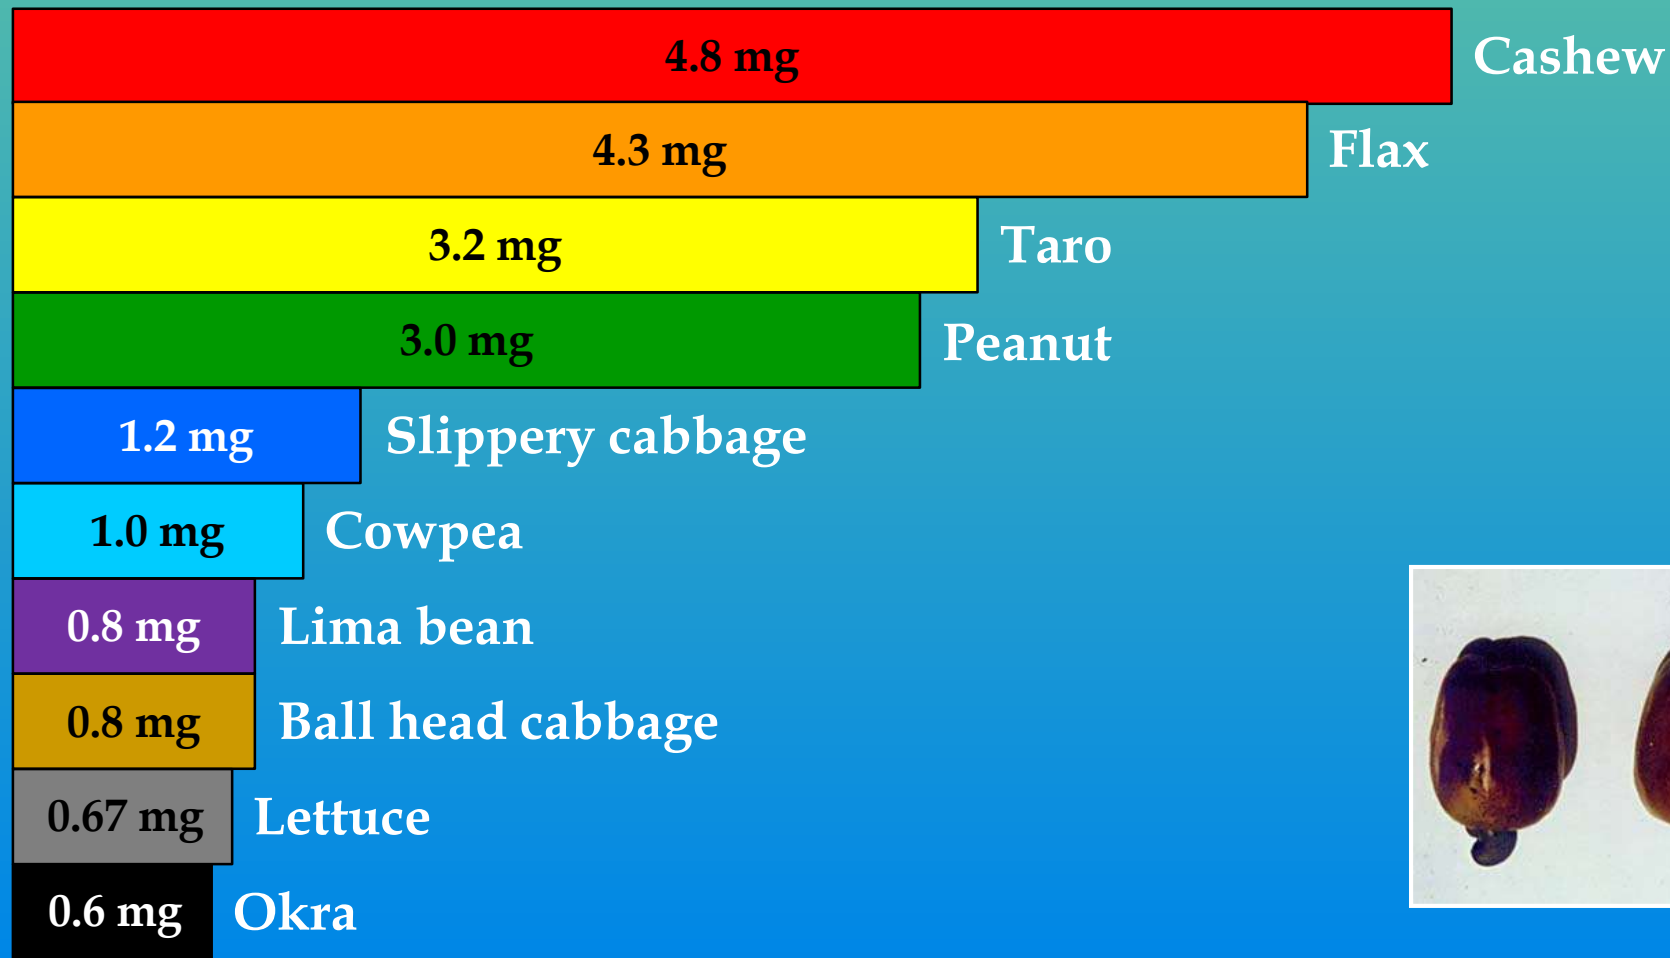 4.8 mg Cashew
4.3 mg Flax
3.2 mg Taro
3.0 mg Peanut
1.2 mg Slippery cabbage
1.0 mg Cowpea
0.8 mg Lima bean
0.8 mg Ball head cabbage
0.67 mg Lettuce
0.6 mg Okra